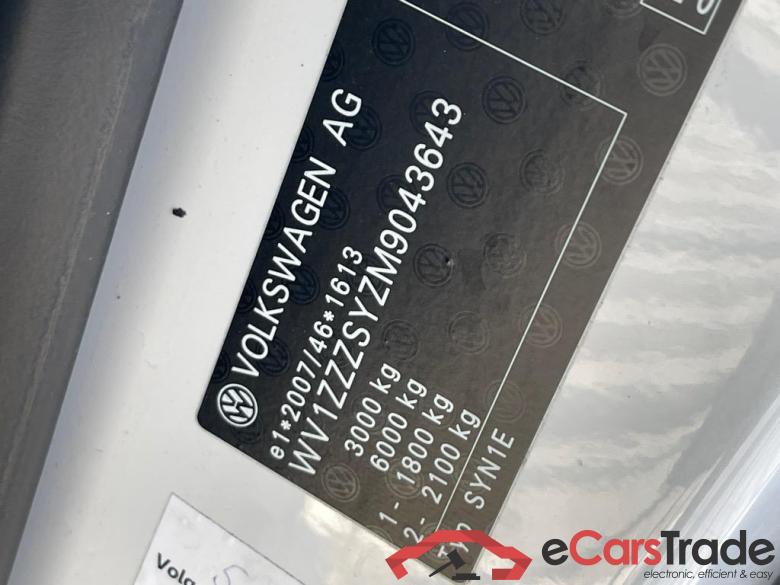 VOLKSWAGEN AG
e1*2007/46*1613
WV1ZZZSYZM9043643
3000 kg
6000 kg
1- 1800 kg
2- 2100 kg
Typ SYN1E
eCarsTrade
electronic, efficient & easy